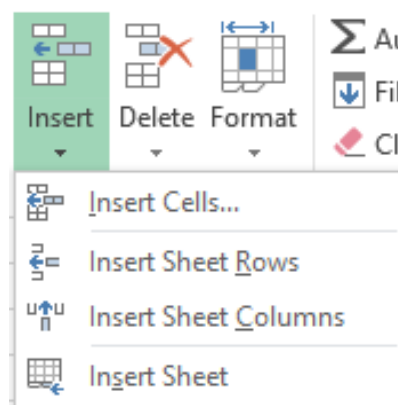 Insert Delete Format
Insert Cells...
Insert Sheet Rows
Insert Sheet Columns
Insert Sheet